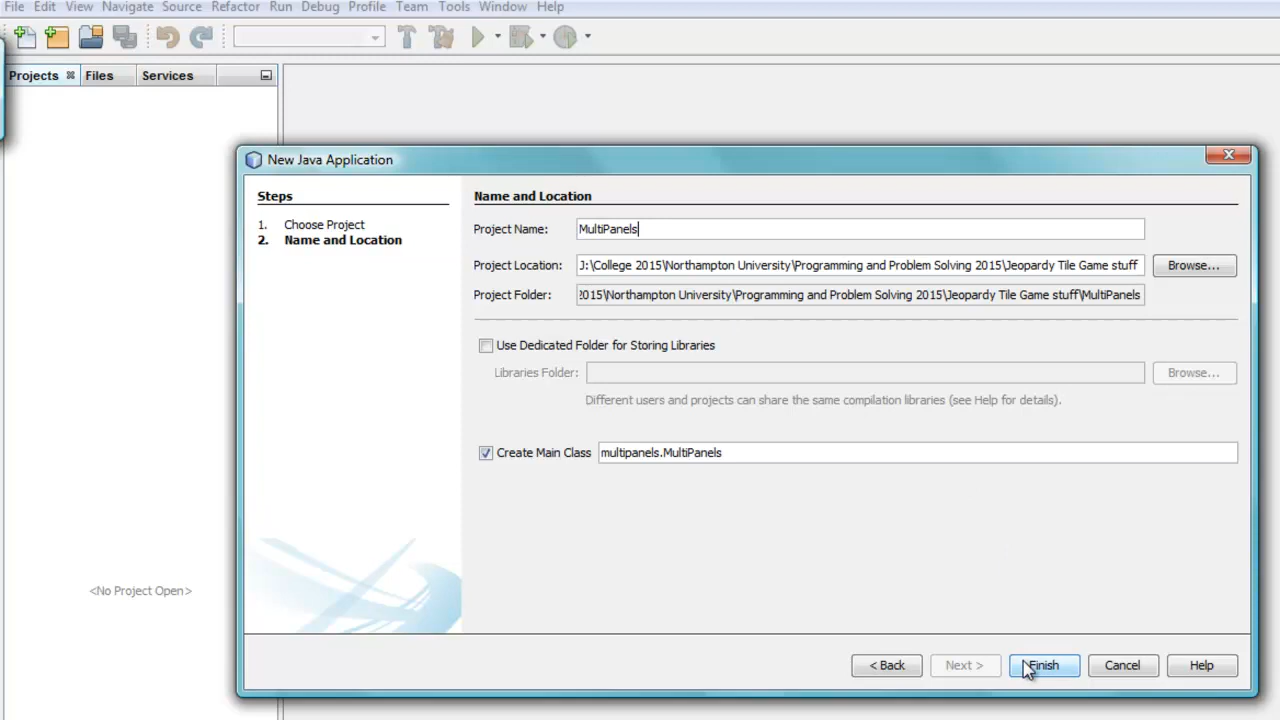 File Edit View Navigate Source Refactor Run Debug Profile Team Tools Window Help
Projects Files Services
New Java Application
Steps
1. Choose Project
2. Name and Location
Name and Location
Project Name: MultiPanels
Project Location: J:\College 2015\Northampton University\Programming and Problem Solving 2015\Jeopardy Tile Game stuff Browse...
Project Folder: 2015\Northampton University\Programming and Problem Solving 2015\Jeopardy Tile Game stuff\MultiPanels
Use Dedicated Folder for Storing Libraries
Libraries Folder: Browse...
Different users and projects can share the same compilation libraries (see Help for details).
Create Main Class multipanels.MultiPanels
<No Project Open>
< Back Next > Finish Cancel Help